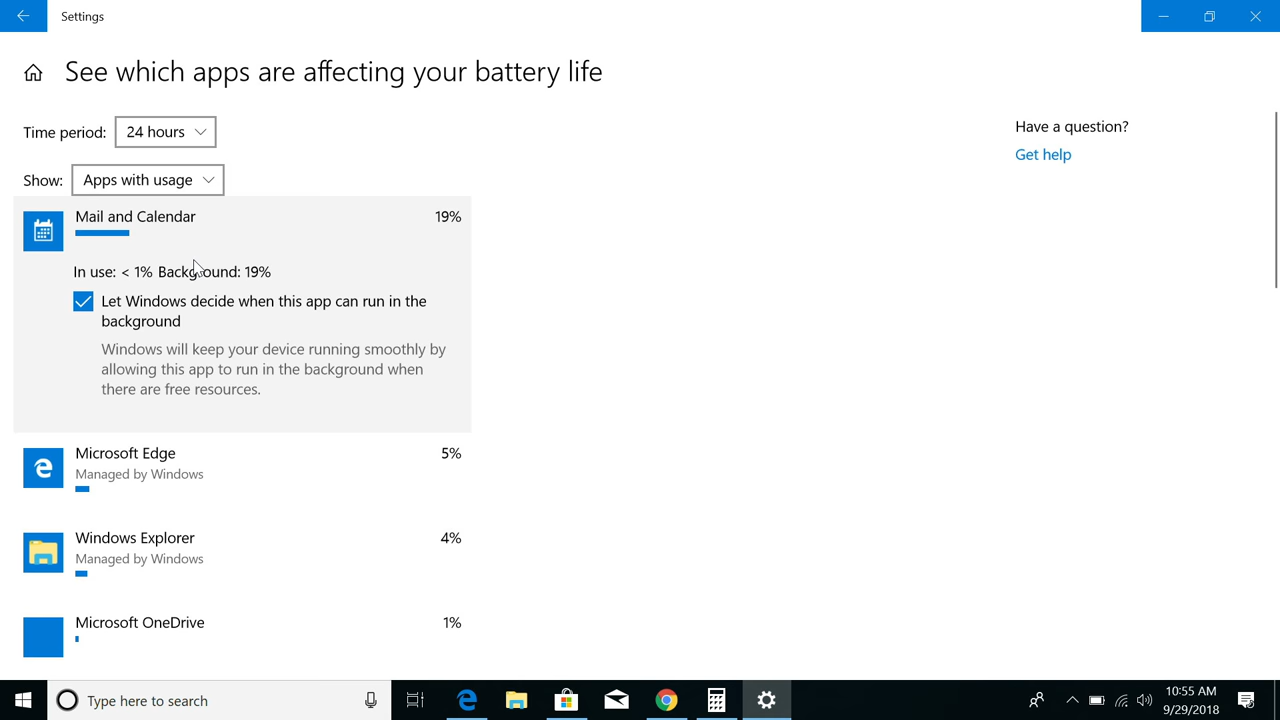 Settings
See which apps are affecting your battery life
Time period: 24 hours
Have a question?
Get help
Show: Apps with usage
Mail and Calendar 19%
In use: < 1% Background: 19%
Let Windows decide when this app can run in the
background
Windows will keep your device running smoothly by
allowing this app to run in the background when
there are free resources.
Microsoft Edge 5%
Managed by Windows
Windows Explorer 4%
Managed by Windows
Microsoft OneDrive 1%
Type here to search
10:55 AM
9/29/2018